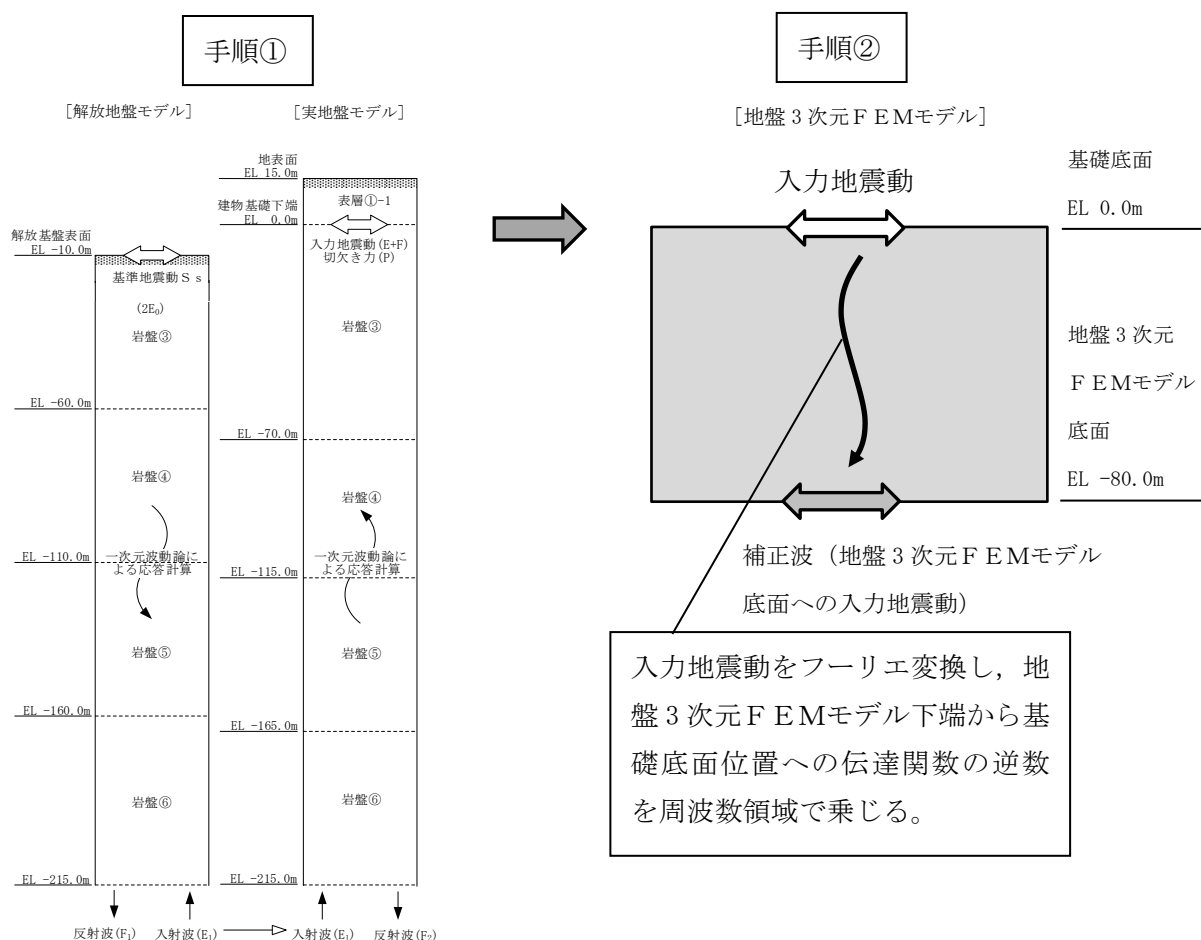 手順①
[解放地盤モデル]
[実地盤モデル]
地表面
EL 15.0m
表層①-1
建物基礎下端
EL 0.0m
入力地震動(E+F)
切欠き力(P)
解放基盤表面
EL -10.0m
基準地震動Ss
(2E₀)
岩盤③
岩盤③
EL -60.0m
EL -70.0m
岩盤④
岩盤④
EL -110.0m
一次元波動論に
よる応答計算
一次元波動論に
よる応答計算
EL -115.0m
岩盤⑤
岩盤⑤
EL -160.0m
EL -165.0m
岩盤⑥
岩盤⑥
EL -215.0m
EL -215.0m
反射波(F₁)
入射波(E₁)
入射波(E₁)
反射波(F₂)
手順②
[地盤3次元FEMモデル]
入力地震動
基礎底面
EL 0.0m
地盤3次元
FEMモデル
底面
EL -80.0m
補正波(地盤3次元FEMモデル
底面への入力地震動)
入力地震動をフーリエ変換し,地
盤3次元FEMモデル下端から基
礎底面位置への伝達関数の逆数
を周波数領域で乗じる。